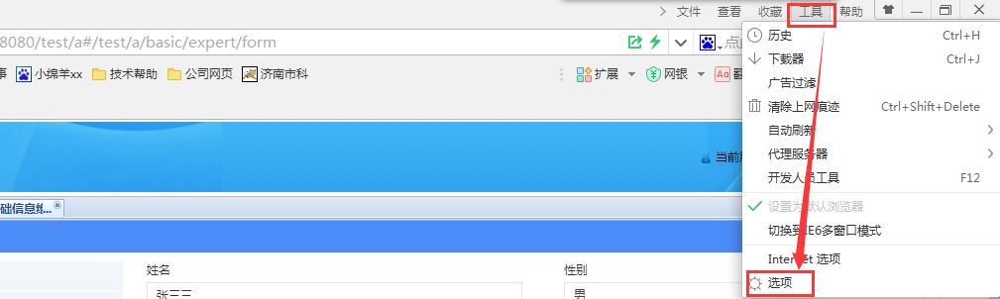 文件 查看 收藏 工具 帮助
8080/test/a#/test/a/basic/expert/form
小绵羊xx 技术帮助 公司网页 济南市科 扩展 网银
历史 Ctrl+H
下载器 Ctrl+J
广告过滤
清除上网痕迹 Ctrl+Shift+Delete
自动刷新
代理服务器
开发人员工具 F12
设置为默认浏览器
切换到IE6多窗口模式
Internet 选项
选项
当前
础信息维...
姓名 性别
张三三 男